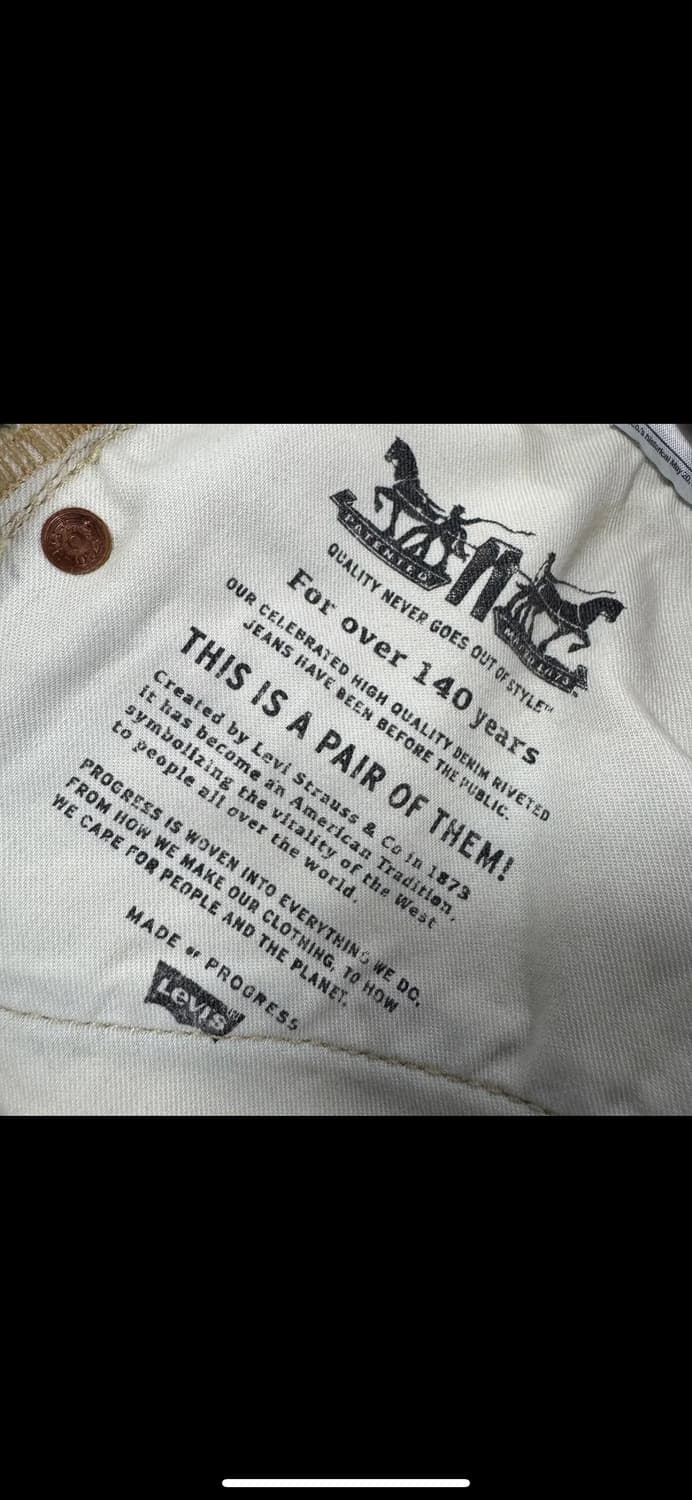 PATENTED
QUALITY NEVER GOES OUT OF STYLE™
For over 140 years
OUR CELEBRATED HIGH QUALITY DENIM RIVETED
JEANS HAVE BEEN BEFORE THE PUBLIC.
THIS IS A PAIR OF THEM!
Created by Levi Strauss & Co in 1873
it has become an American Tradition,
symbolizing the vitality of the West
to people all over the world.
PROGRESS IS WOVEN INTO EVERYTHING WE DO,
FROM HOW WE MAKE OUR CLOTHING, TO HOW
WE CARE FOR PEOPLE AND THE PLANET.
MADE OF PROGRESS
Levi's
historical May 20,